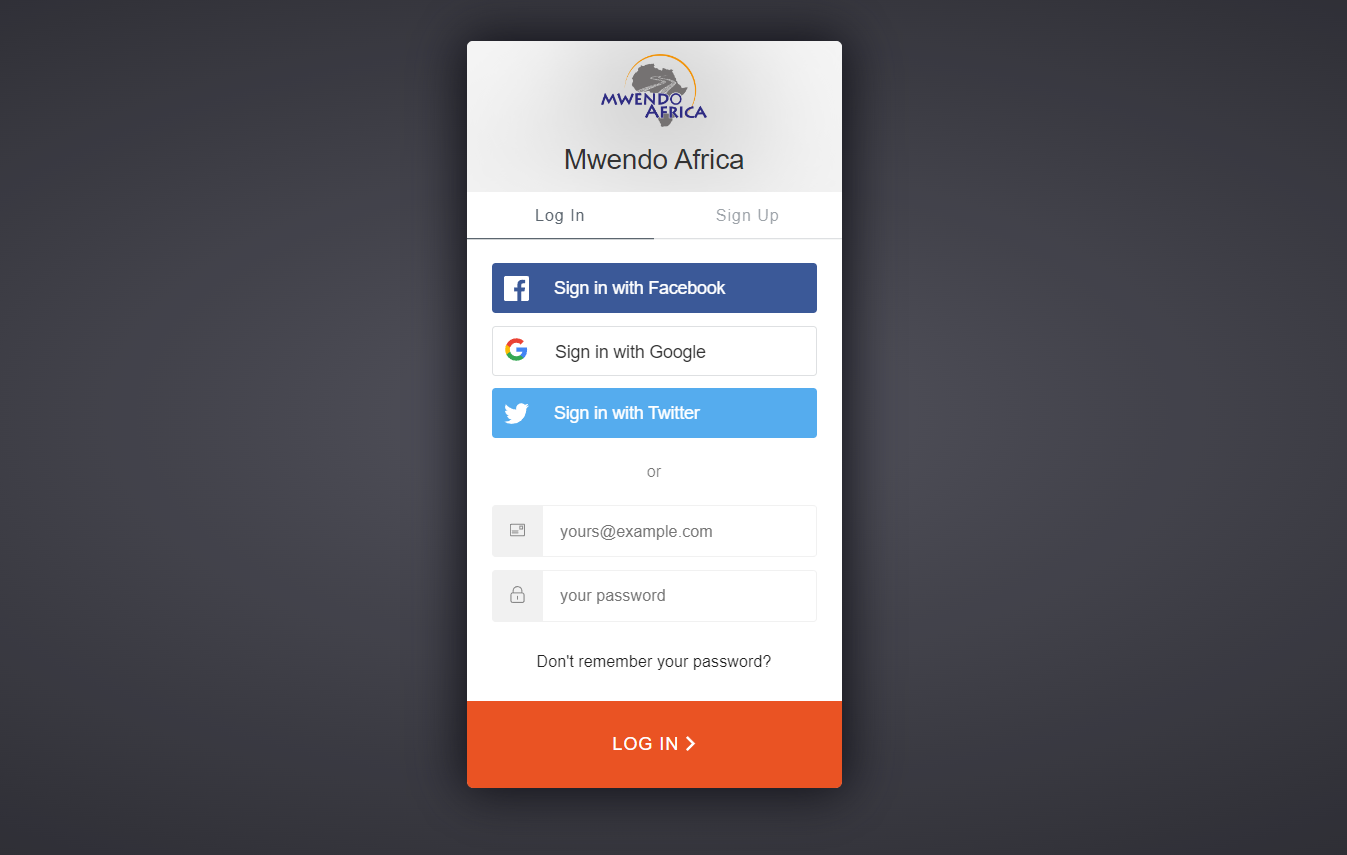 MWENDO
AFRICA
Mwendo Africa
Log In
Sign Up
Sign in with Facebook
Sign in with Google
Sign in with Twitter
or
yours@example.com
your password
Don't remember your password?
LOG IN